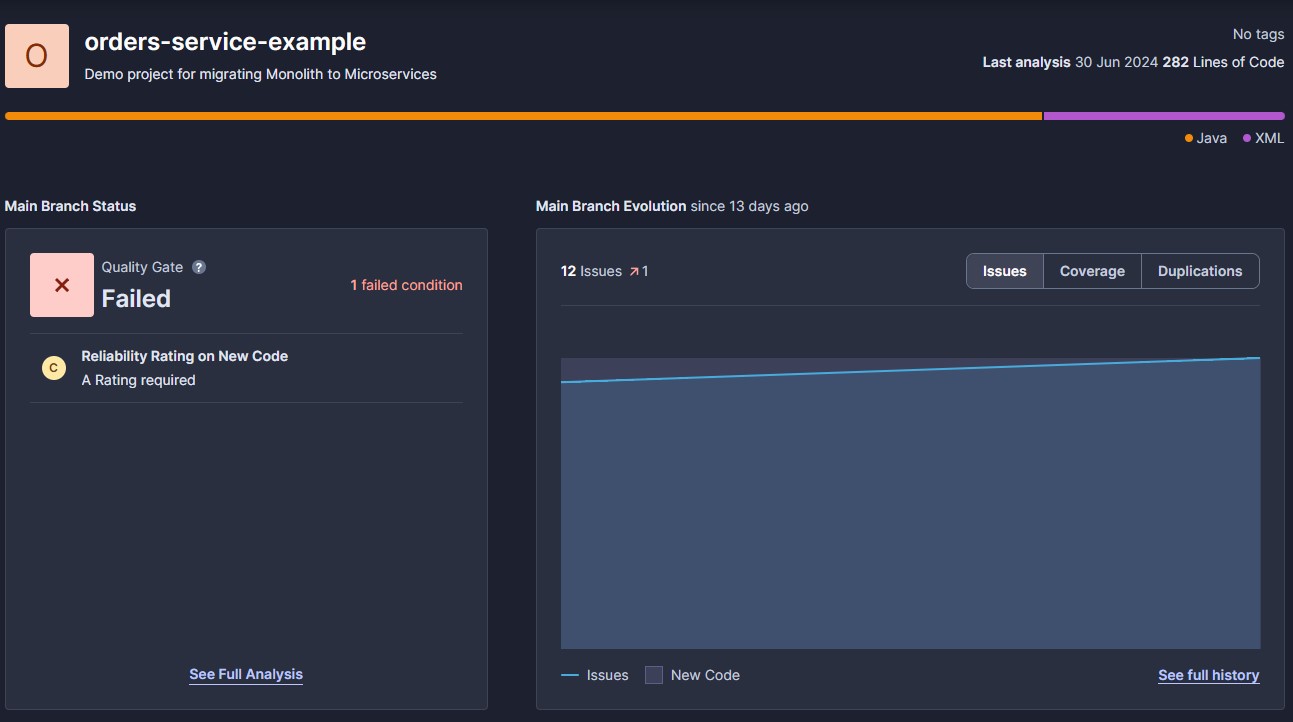 O
orders-service-example
Demo project for migrating Monolith to Microservices
No tags
Last analysis 30 Jun 2024 282 Lines of Code
Java XML
Main Branch Status
Quality Gate ?
Failed
1 failed condition
C
Reliability Rating on New Code
A Rating required
See Full Analysis
Main Branch Evolution since 13 days ago
12 Issues 1
Issues Coverage Duplications
Issues New Code
See full history